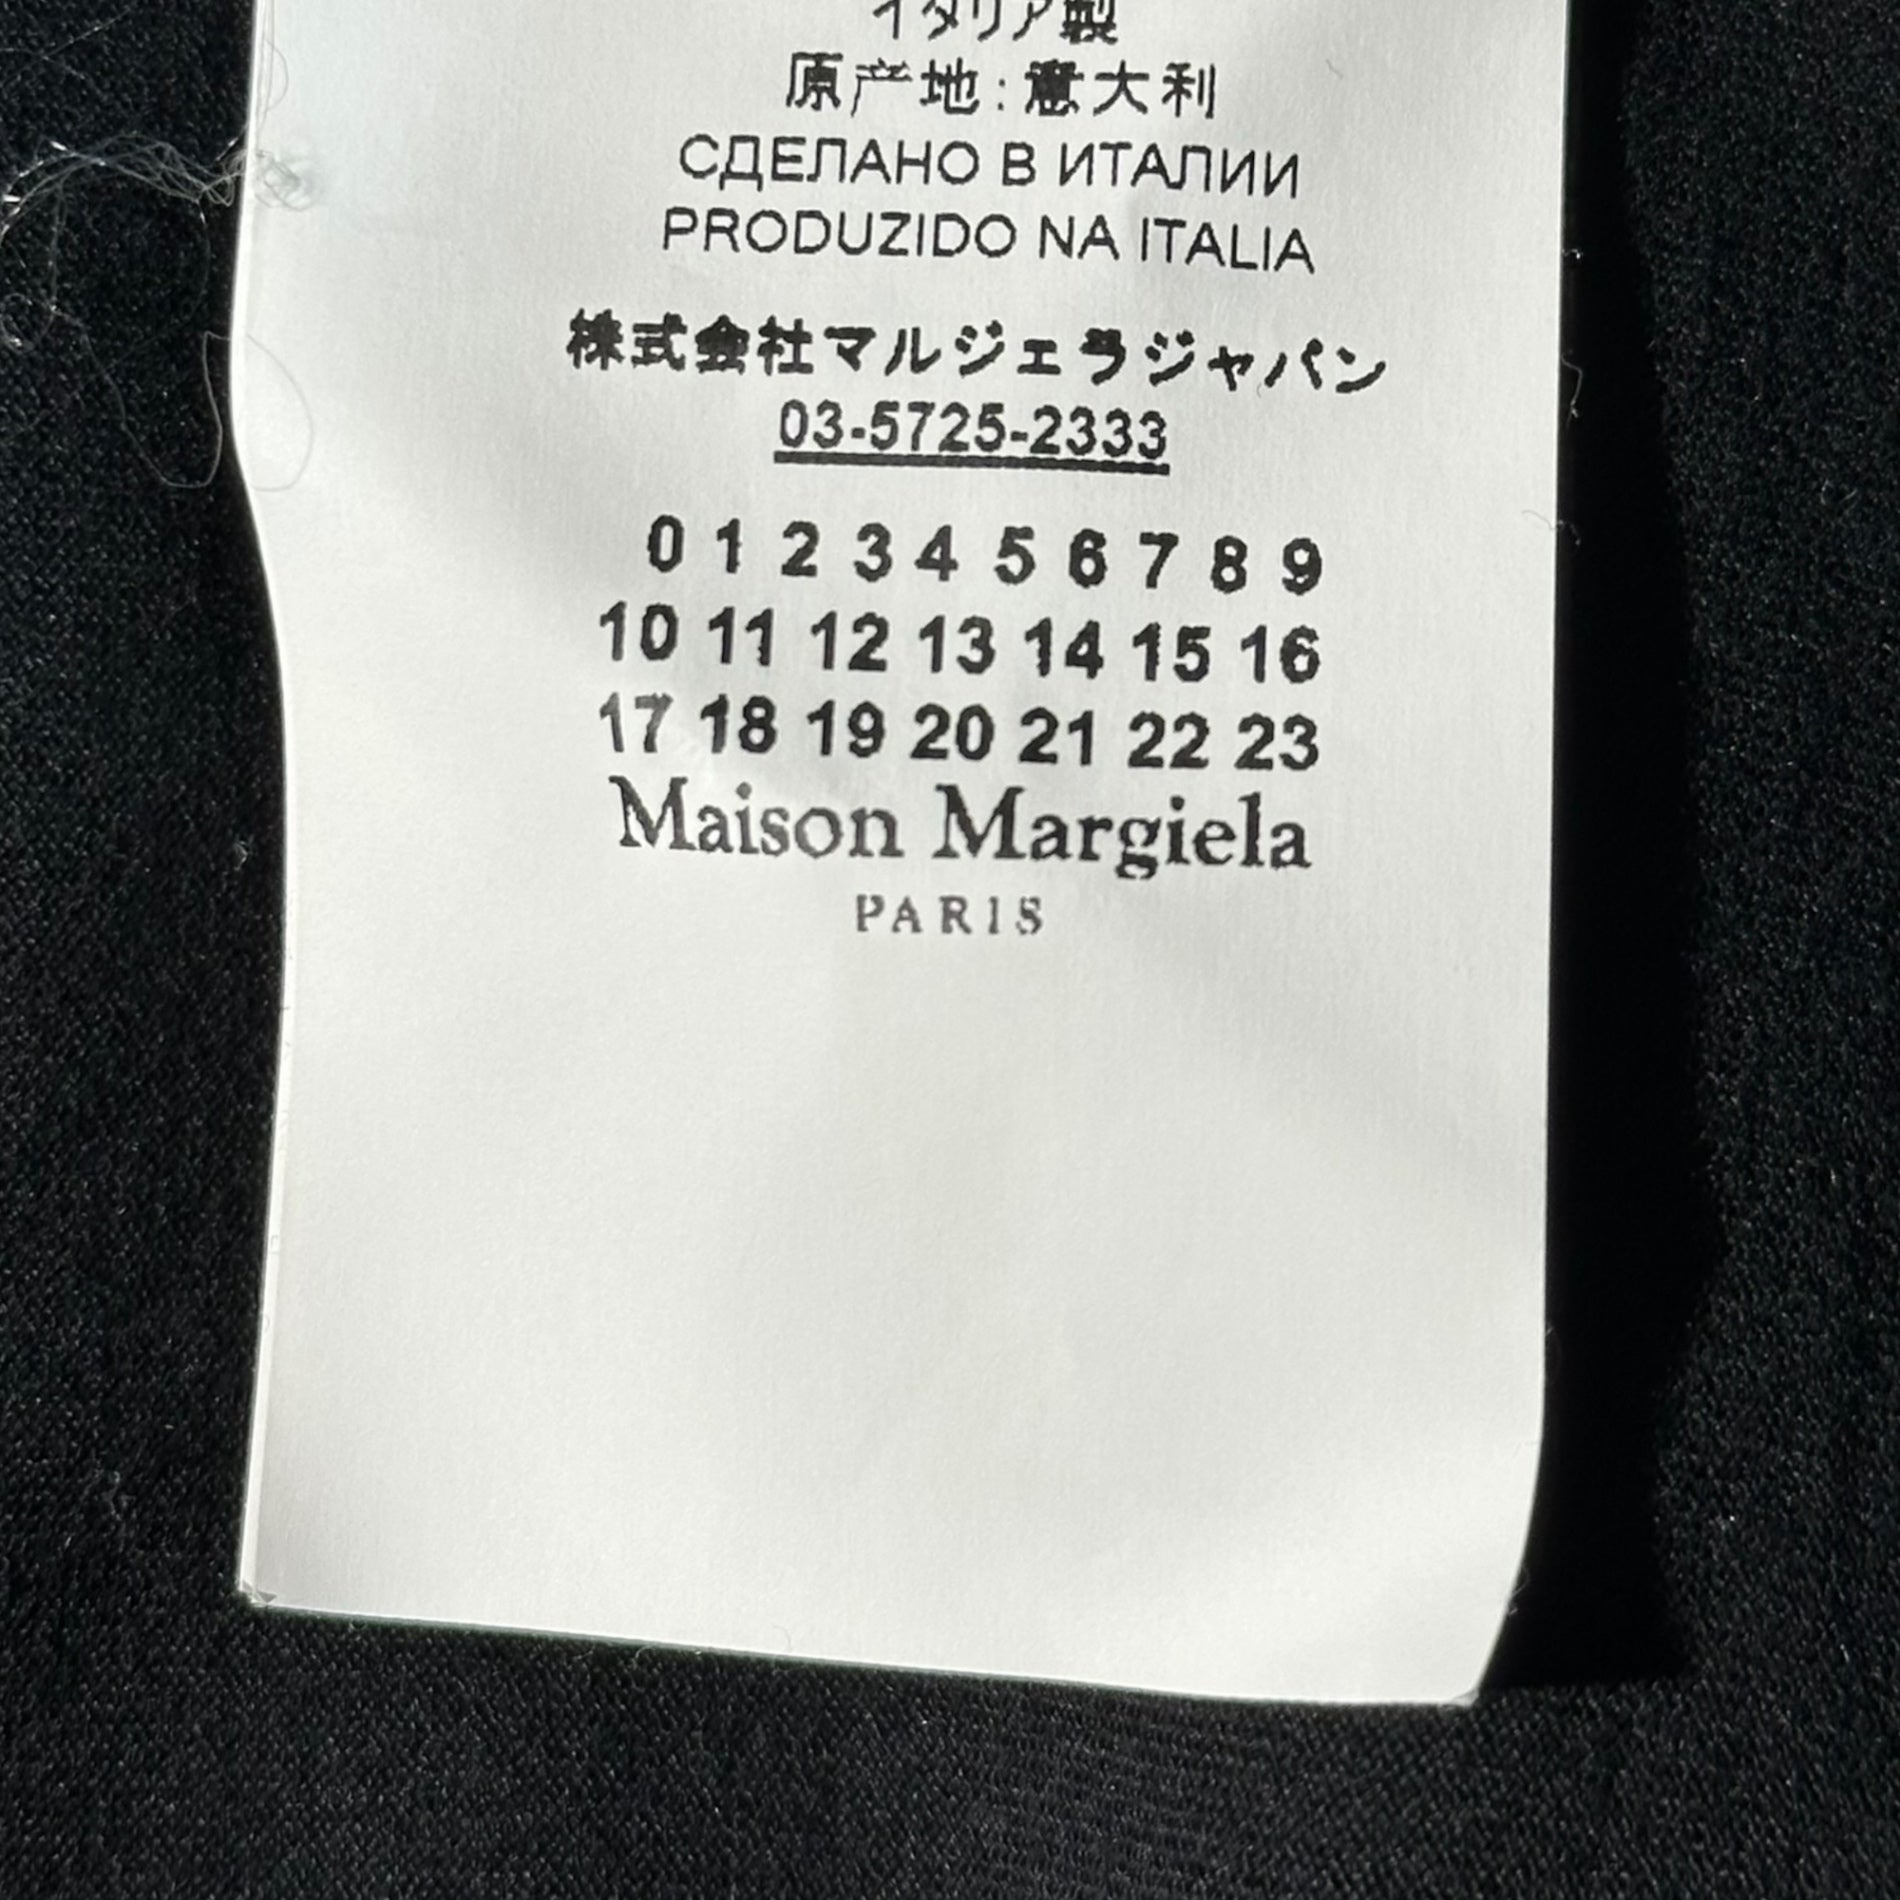 イタリア製
原产地:意大利
СДЕЛАНО В ИТАЛИИ
PRODUZIDO NA ITALIA
株式会社マルジェラジャパン
03-5725-2333
0 1 2 3 4 5 6 7 8 9
10 11 12 13 14 15 16
17 18 19 20 21 22 23
Maison Margiela
PARIS